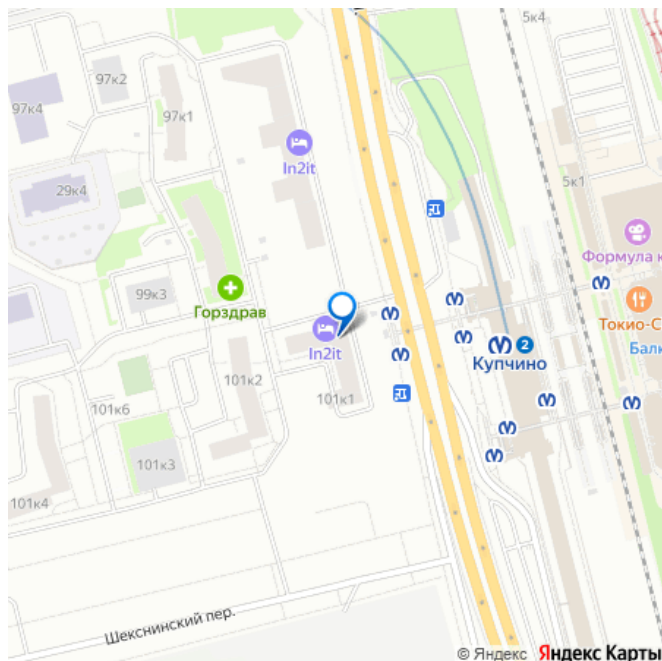 5к4
97к2
97к4
97к1
In2it
29к4
5к1
Формула к
99к3
Горздрав
Токио-С
In2it
2
Купчино
Балк
101к2
101к1
101к6
101к3
101к4
Шекснинский пер.
© Яндекс Яндекс Карты